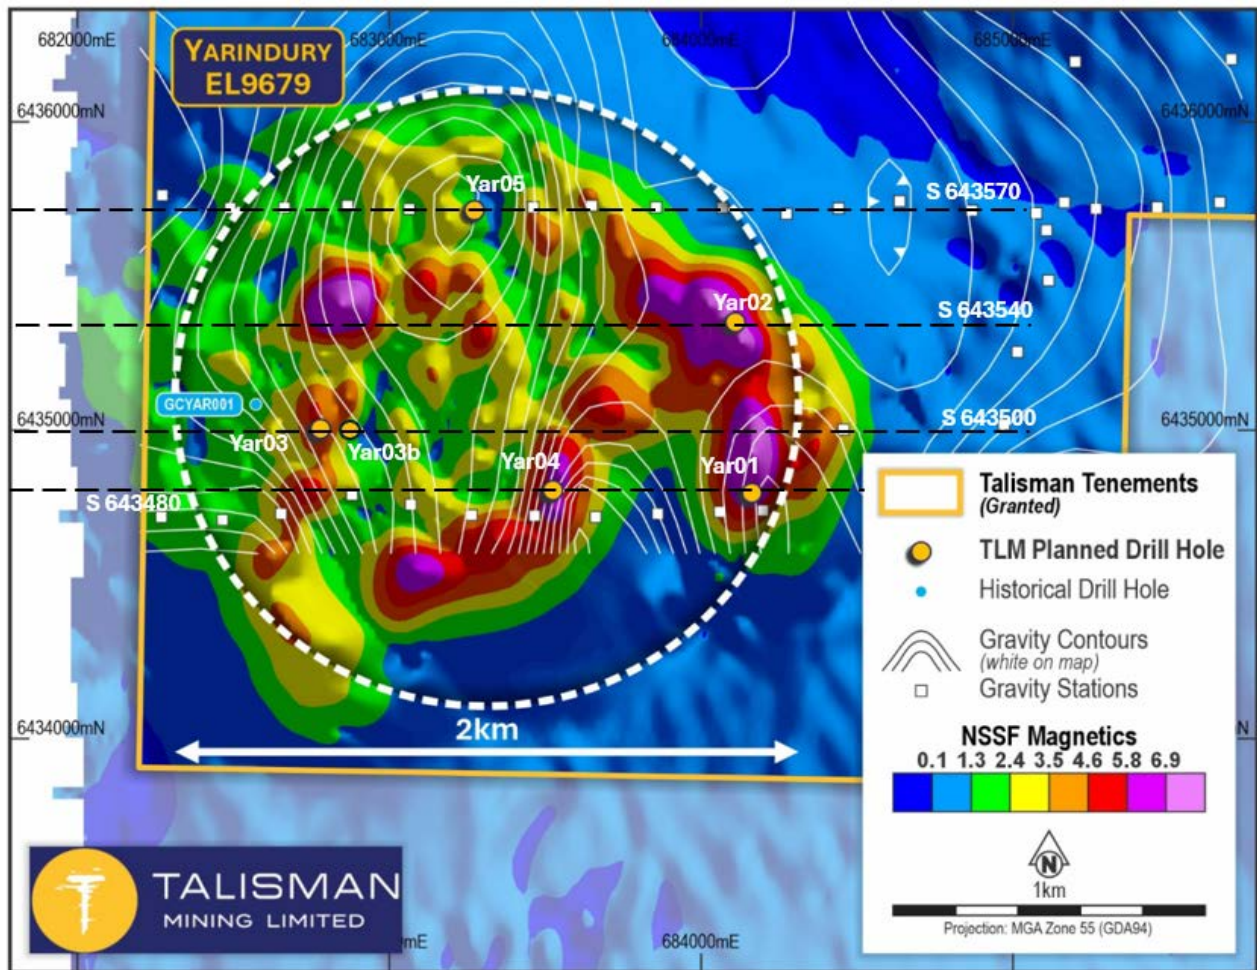 682000mE
683000mE
684000mE
685000mE
YARINDURY
EL9679
6436000mN
6436000mN
Yar05
S 643570
Yar02
S 643540
GCYAR001
6435000mN
6435000mN
S 643500
Yar03
Yar03b
Yar04
Yar01
S 643480
6434000mN
N
2km
Talisman Tenements
(Granted)
TLM Planned Drill Hole
Historical Drill Hole
Gravity Contours
(white on map)
Gravity Stations
NSSF Magnetics
0.1 1.3 2.4 3.5 4.6 5.8 6.9
N
1km
Projection: MGA Zone 55 (GDA94)
TALISMAN
MINING LIMITED
mE
684000mE